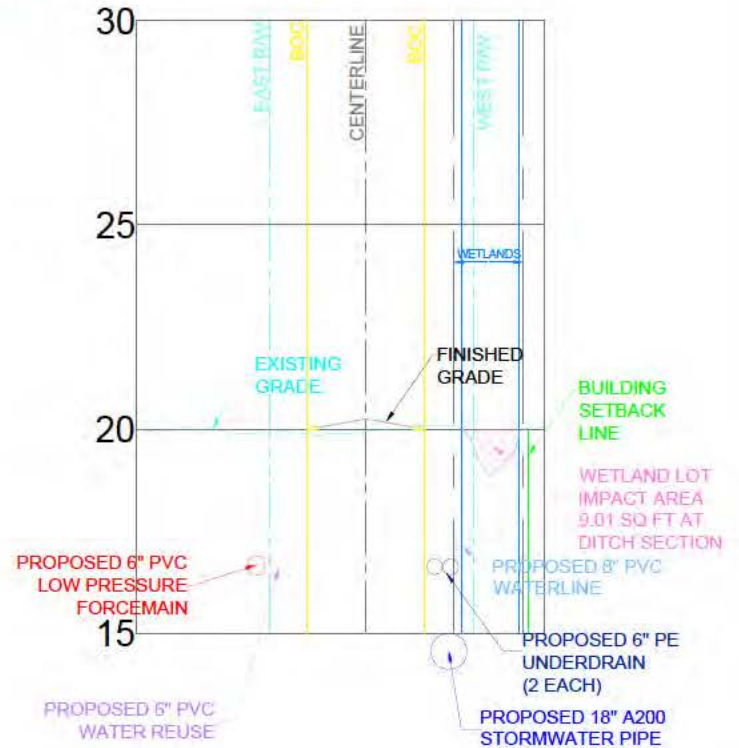 30
EAST R/W
BOC
CENTERLINE
BOC
WEST R/W
25
WETLANDS
EXISTING
GRADE
FINISHED
GRADE
BUILDING
SETBACK
LINE
20
WETLAND LOT
IMPACT AREA
9.01 SQ FT AT
DITCH SECTION
PROPOSED 6" PVC
LOW PRESSURE
FORCEMAIN
PROPOSED 8" PVC
WATERLINE
15
PROPOSED 6" PE
UNDERDRAIN
(2 EACH)
PROPOSED 6" PVC
WATER REUSE
PROPOSED 18" A200
STORMWATER PIPE